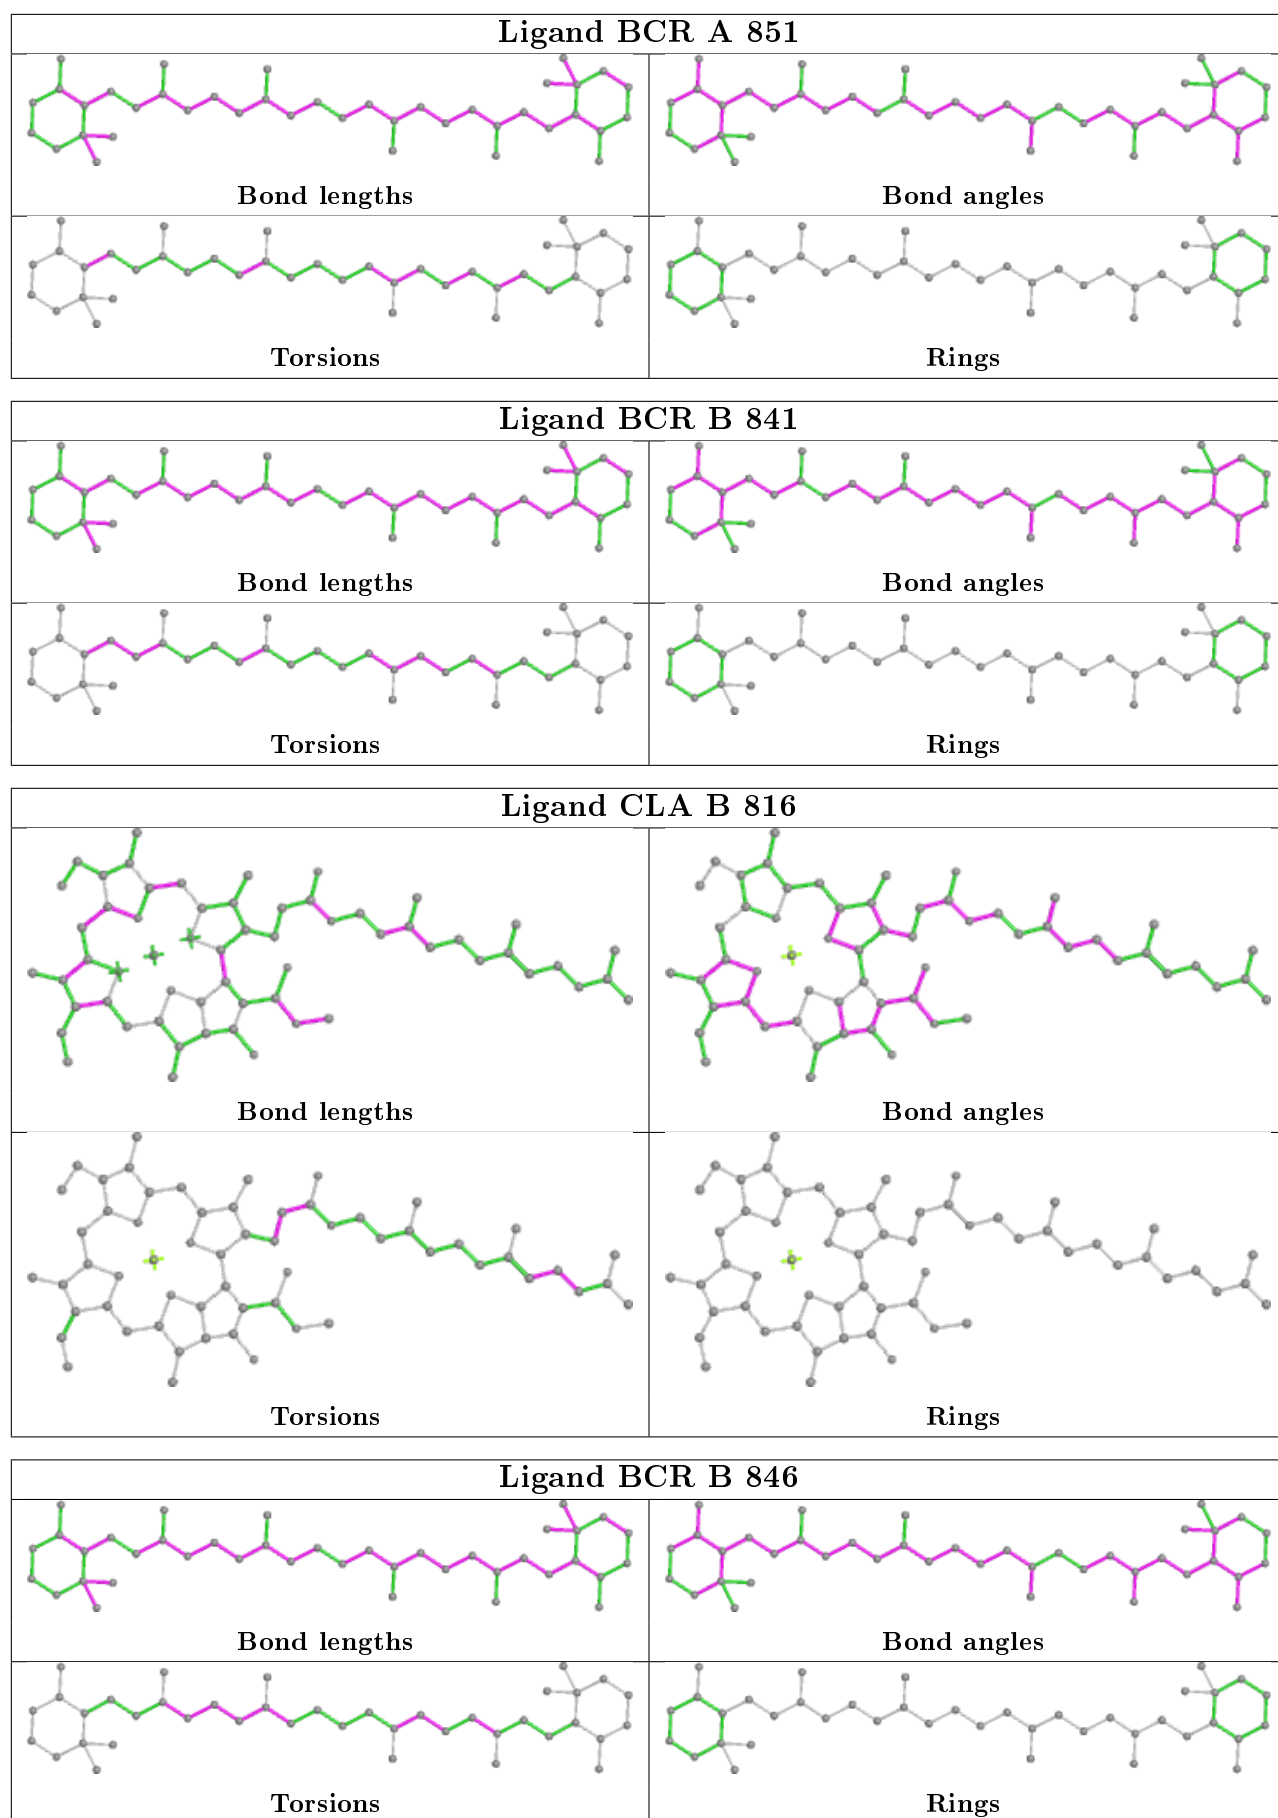 Ligand BCR A 851
Bond lengths
Bond angles
Torsions
Rings
Ligand BCR B 841
Bond lengths
Bond angles
Torsions
Rings
Ligand CLA B 816
Bond lengths
Bond angles
Torsions
Rings
Ligand BCR B 846
Bond lengths
Bond angles
Torsions
Rings